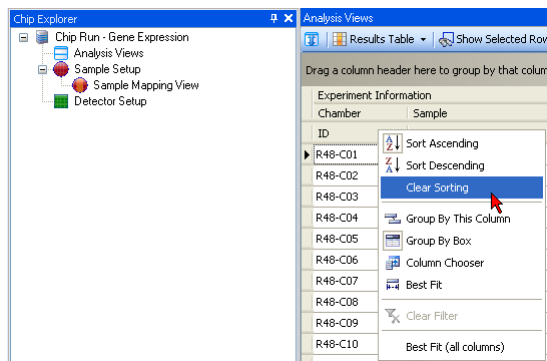 Chip Explorer
Chip Run - Gene Expression
Analysis Views
Sample Setup
Sample Mapping View
Detector Setup
Analysis Views
Results Table
Show Selected Row
Drag a column header here to group by that colum
Experiment Information
Chamber Sample
ID
R48-C01
R48-C02
R48-C03
R48-C04
R48-C05
R48-C06
R48-C07
R48-C08
R48-C09
R48-C10
Sort Ascending
Sort Descending
Clear Sorting
Group By This Column
Group By Box
Column Chooser
Best Fit
Clear Filter
Best Fit (all columns)